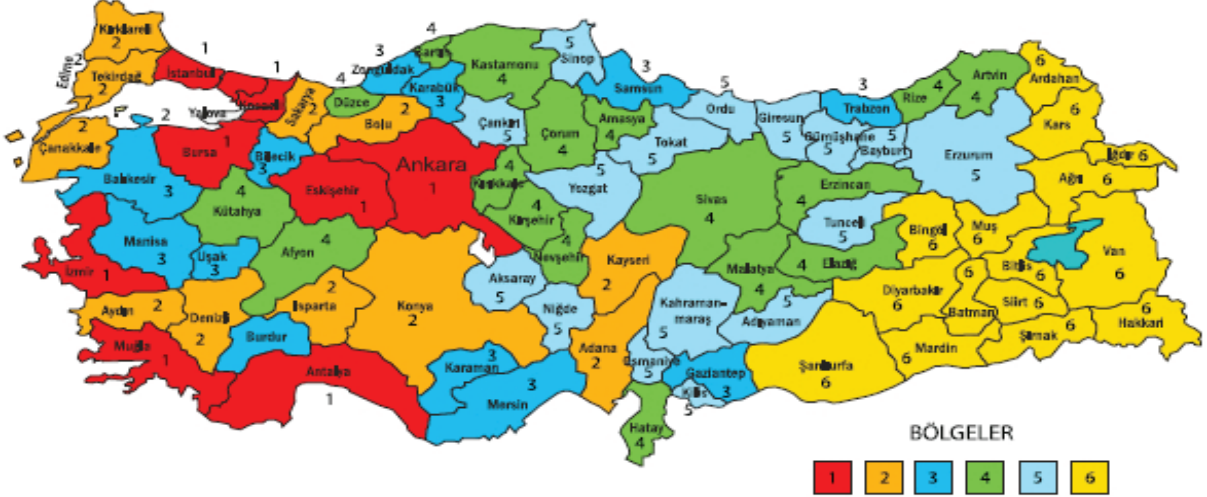 Kırklareli
2
Edirne
2
Tekirdağ
2
İstanbul
1
Kocaeli
1
Yalova
2
Sakarya
2
Düzce
4
Zonguldak
3
Bartın
4
Karabük
3
Kastamonu
4
Sinop
5
Samsun
3
Ordu
5
Giresun
5
Trabzon
3
Rize
4
Artvin
4
Ardahan
6
Kars
6
Iğdır
6
Ağrı
6
Erzurum
5
Bayburt
5
Gümüşhane
5
Çanakkale
2
Balıkesir
3
Bursa
1
Bilecik
3
Bolu
2
Çankırı
5
Çorum
4
Amasya
4
Tokat
5
Ankara
1
Eskişehir
1
Kütahya
4
Kırıkkale
4
Kırşehir
4
Yozgat
5
Sivas
4
Erzincan
4
Tunceli
5
Bingöl
6
Muş
6
Van
6
Bitlis
6
Manisa
3
Uşak
3
Afyon
4
İzmir
1
Aydın
2
Denizli
2
Isparta
2
Burdur
Muğla
1
Antalya
1
Konya
2
Aksaray
5
Nevşehir
4
Kayseri
2
Niğde
5
Adana
2
Karaman
3
Mersin
3
Kahraman-
maraş
5
Malatya
4
Elazığ
4
Adıyaman
5
Osmaniye
5
Gaziantep
3
Kilis
5
Hatay
4
Şanlıurfa
6
Diyarbakır
6
Batman
6
Siirt
6
Mardin
6
Şırnak
6
Hakkari
6
BÖLGELER
1 2 3 4 5 6